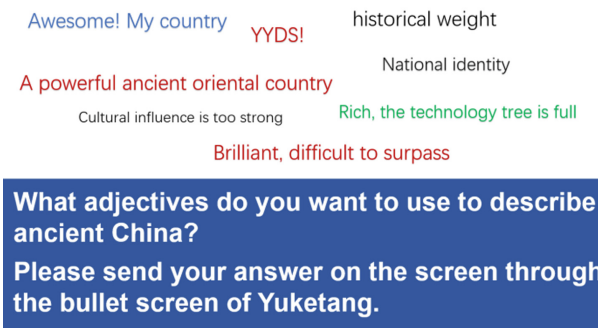 Awesome! My country
YYDS!
historical weight
National identity
A powerful ancient oriental country
Cultural influence is too strong
Rich, the technology tree is full
Brilliant, difficult to surpass
What adjectives do you want to use to describe
ancient China?
Please send your answer on the screen through
the bullet screen of Yuketang.